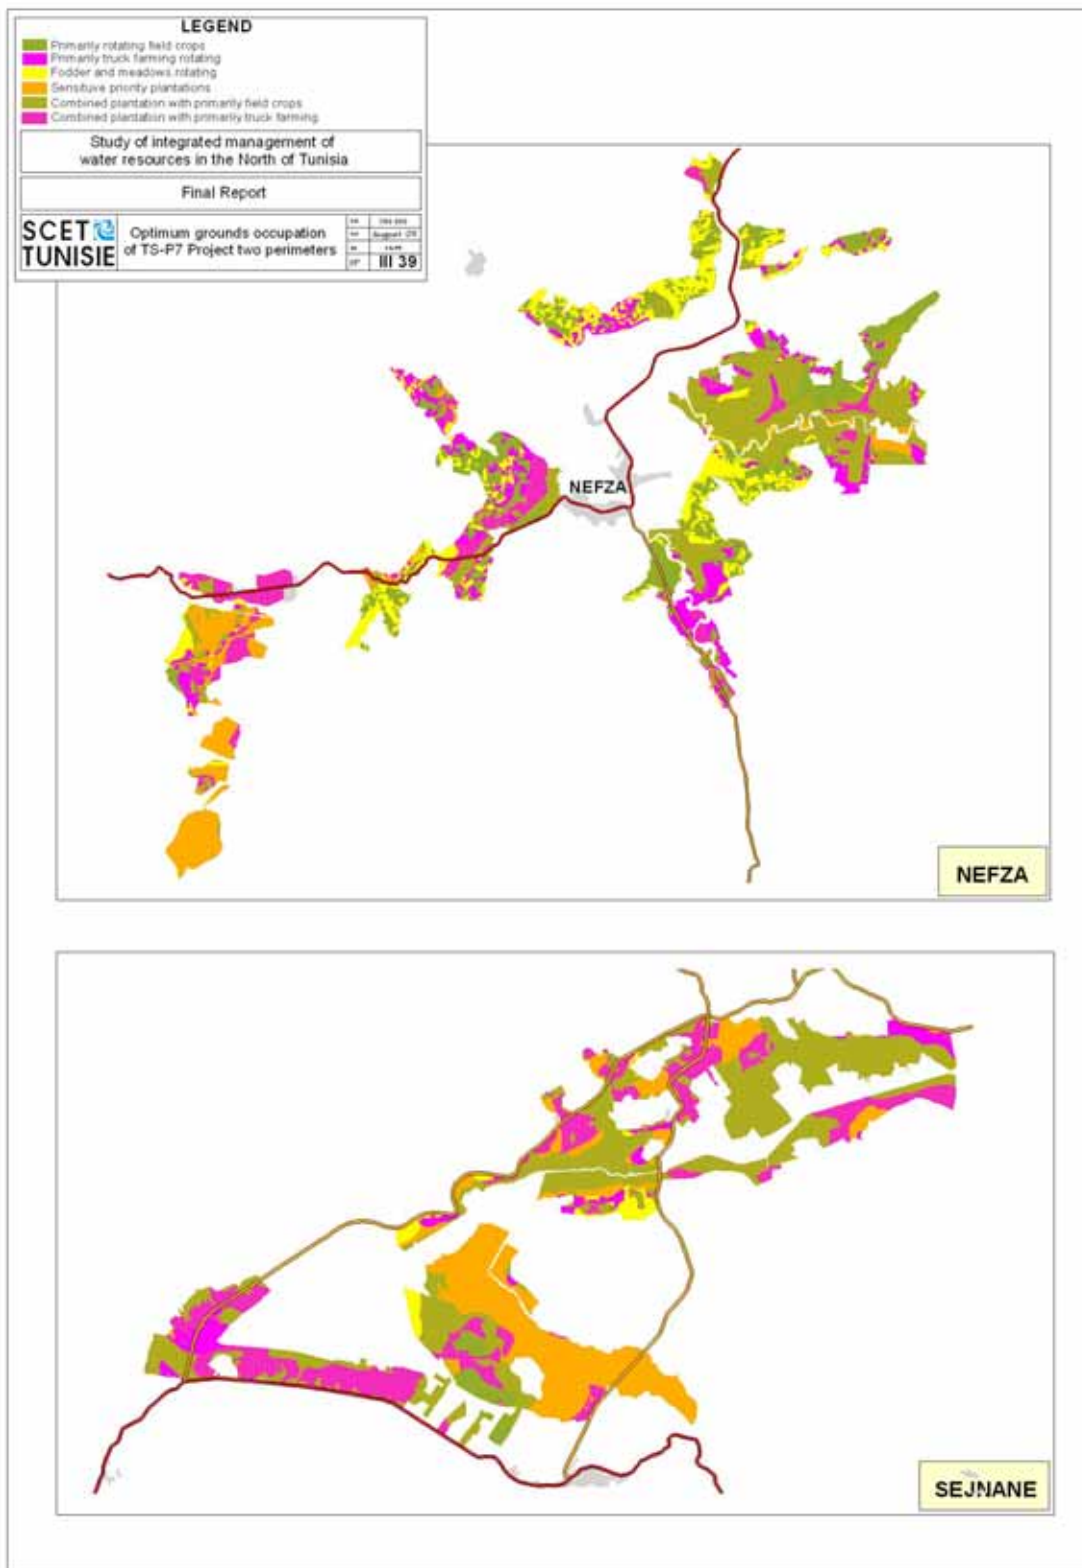 LEGEND
Primarily rotating field crops
Primarily truck farming rotating
Fodder and meadows rotating
Sensituve priority plantations
Combined plantation with primarily field crops
Combined plantation with primarily truck farming
Study of integrated management of
water resources in the North of Tunisia
Final Report
SCET
TUNISIE
Optimum grounds occupation
of TS-P7 Project two perimeters
August
III 39
NEFZA
NEFZA
SEJNANE